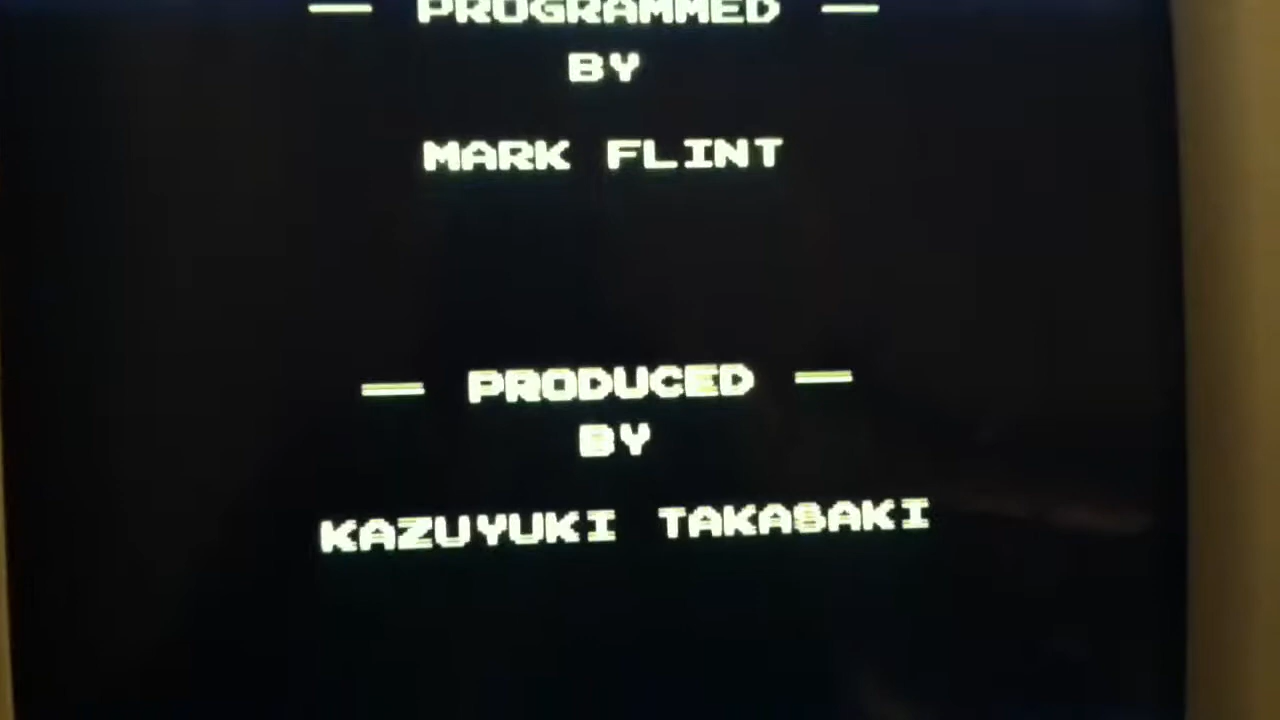 — PROGRAMMED —
BY
MARK FLINT
— PRODUCED —
BY
KAZUYUKI TAKASAKI